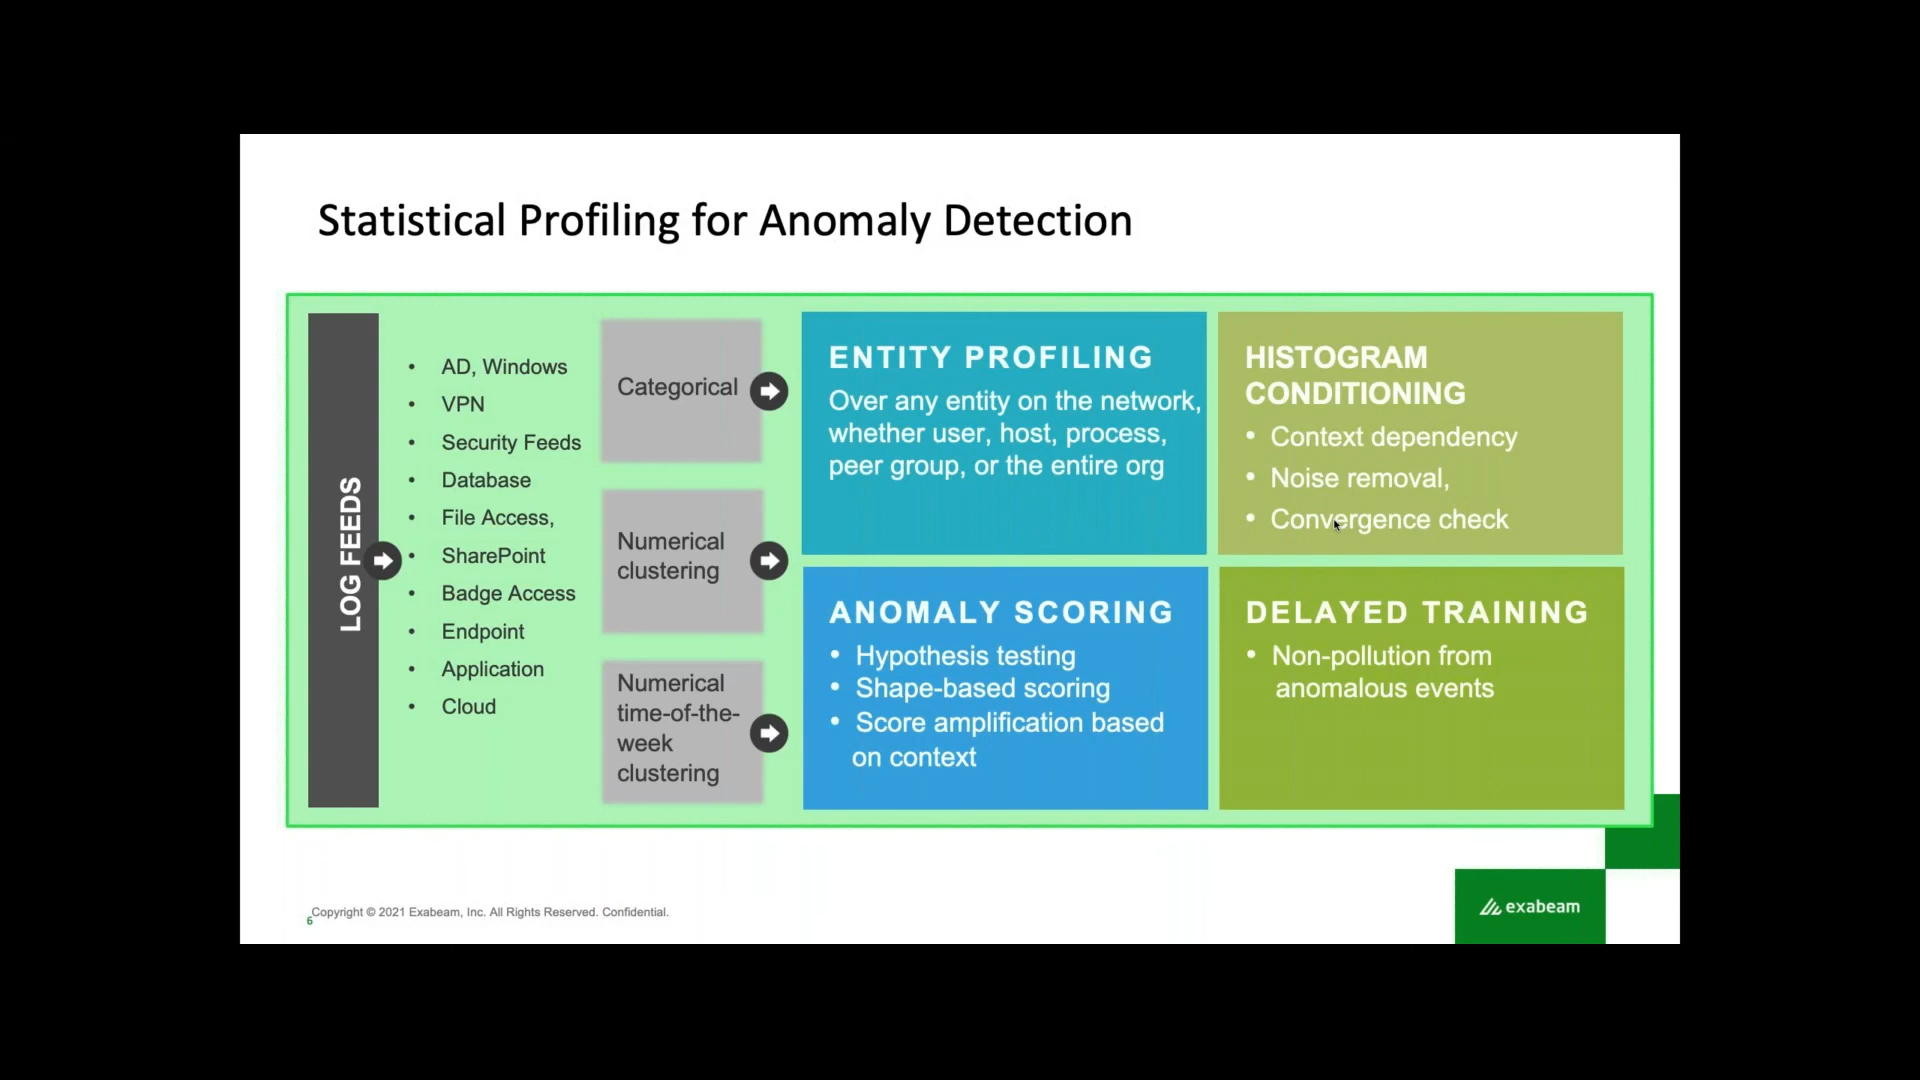 Statistical Profiling for Anomaly Detection
LOG FEEDS
• AD, Windows
• VPN
• Security Feeds
• Database
• File Access,
• SharePoint
• Badge Access
• Endpoint
• Application
• Cloud
Categorical
Numerical
clustering
Numerical
time-of-the-
week
clustering
ENTITY PROFILING
Over any entity on the network,
whether user, host, process,
peer group, or the entire org
HISTOGRAM
CONDITIONING
• Context dependency
• Noise removal,
• Convergence check
ANOMALY SCORING
• Hypothesis testing
• Shape-based scoring
• Score amplification based
on context
DELAYED TRAINING
• Non-pollution from
anomalous events
Copyright © 2021 Exabeam, Inc. All Rights Reserved. Confidential.
6
exabeam